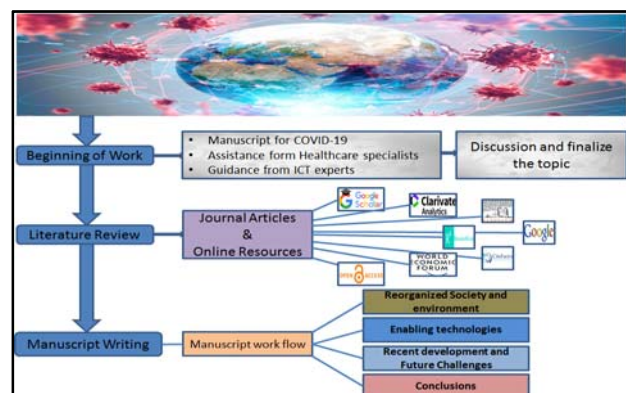 Beginning of Work
• Manuscript for COVID-19
• Assistance form Healthcare specialists
• Guidance from ICT experts
Discussion and finalize
the topic
Literature Review
Journal Articles
&
Online Resources
Google
Scholar
Clarivate
Analytics
Google
OPEN ACCESS
WORLD
ECONOMIC
FORUM
Manuscript Writing
Manuscript work flow
Reorganized Society and
environment
Enabling technologies
Recent development and
Future Challenges
Conclusions